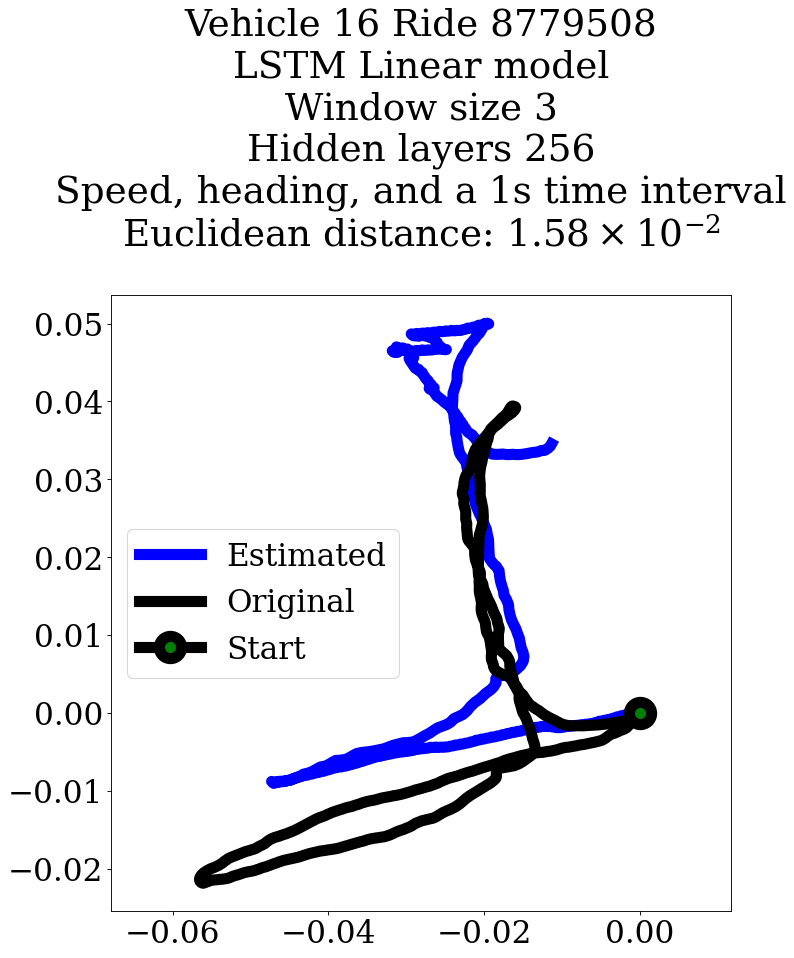 Vehicle 16 Ride 8779508
LSTM Linear model
Window size 3
Hidden layers 256
Speed, heading, and a 1s time interval
Euclidean distance: 1.58 × 10⁻²
0.05
0.04
0.03
0.02
0.01
0.00
−0.01
−0.02
Estimated
Original
Start
−0.06 −0.04 −0.02 0.00